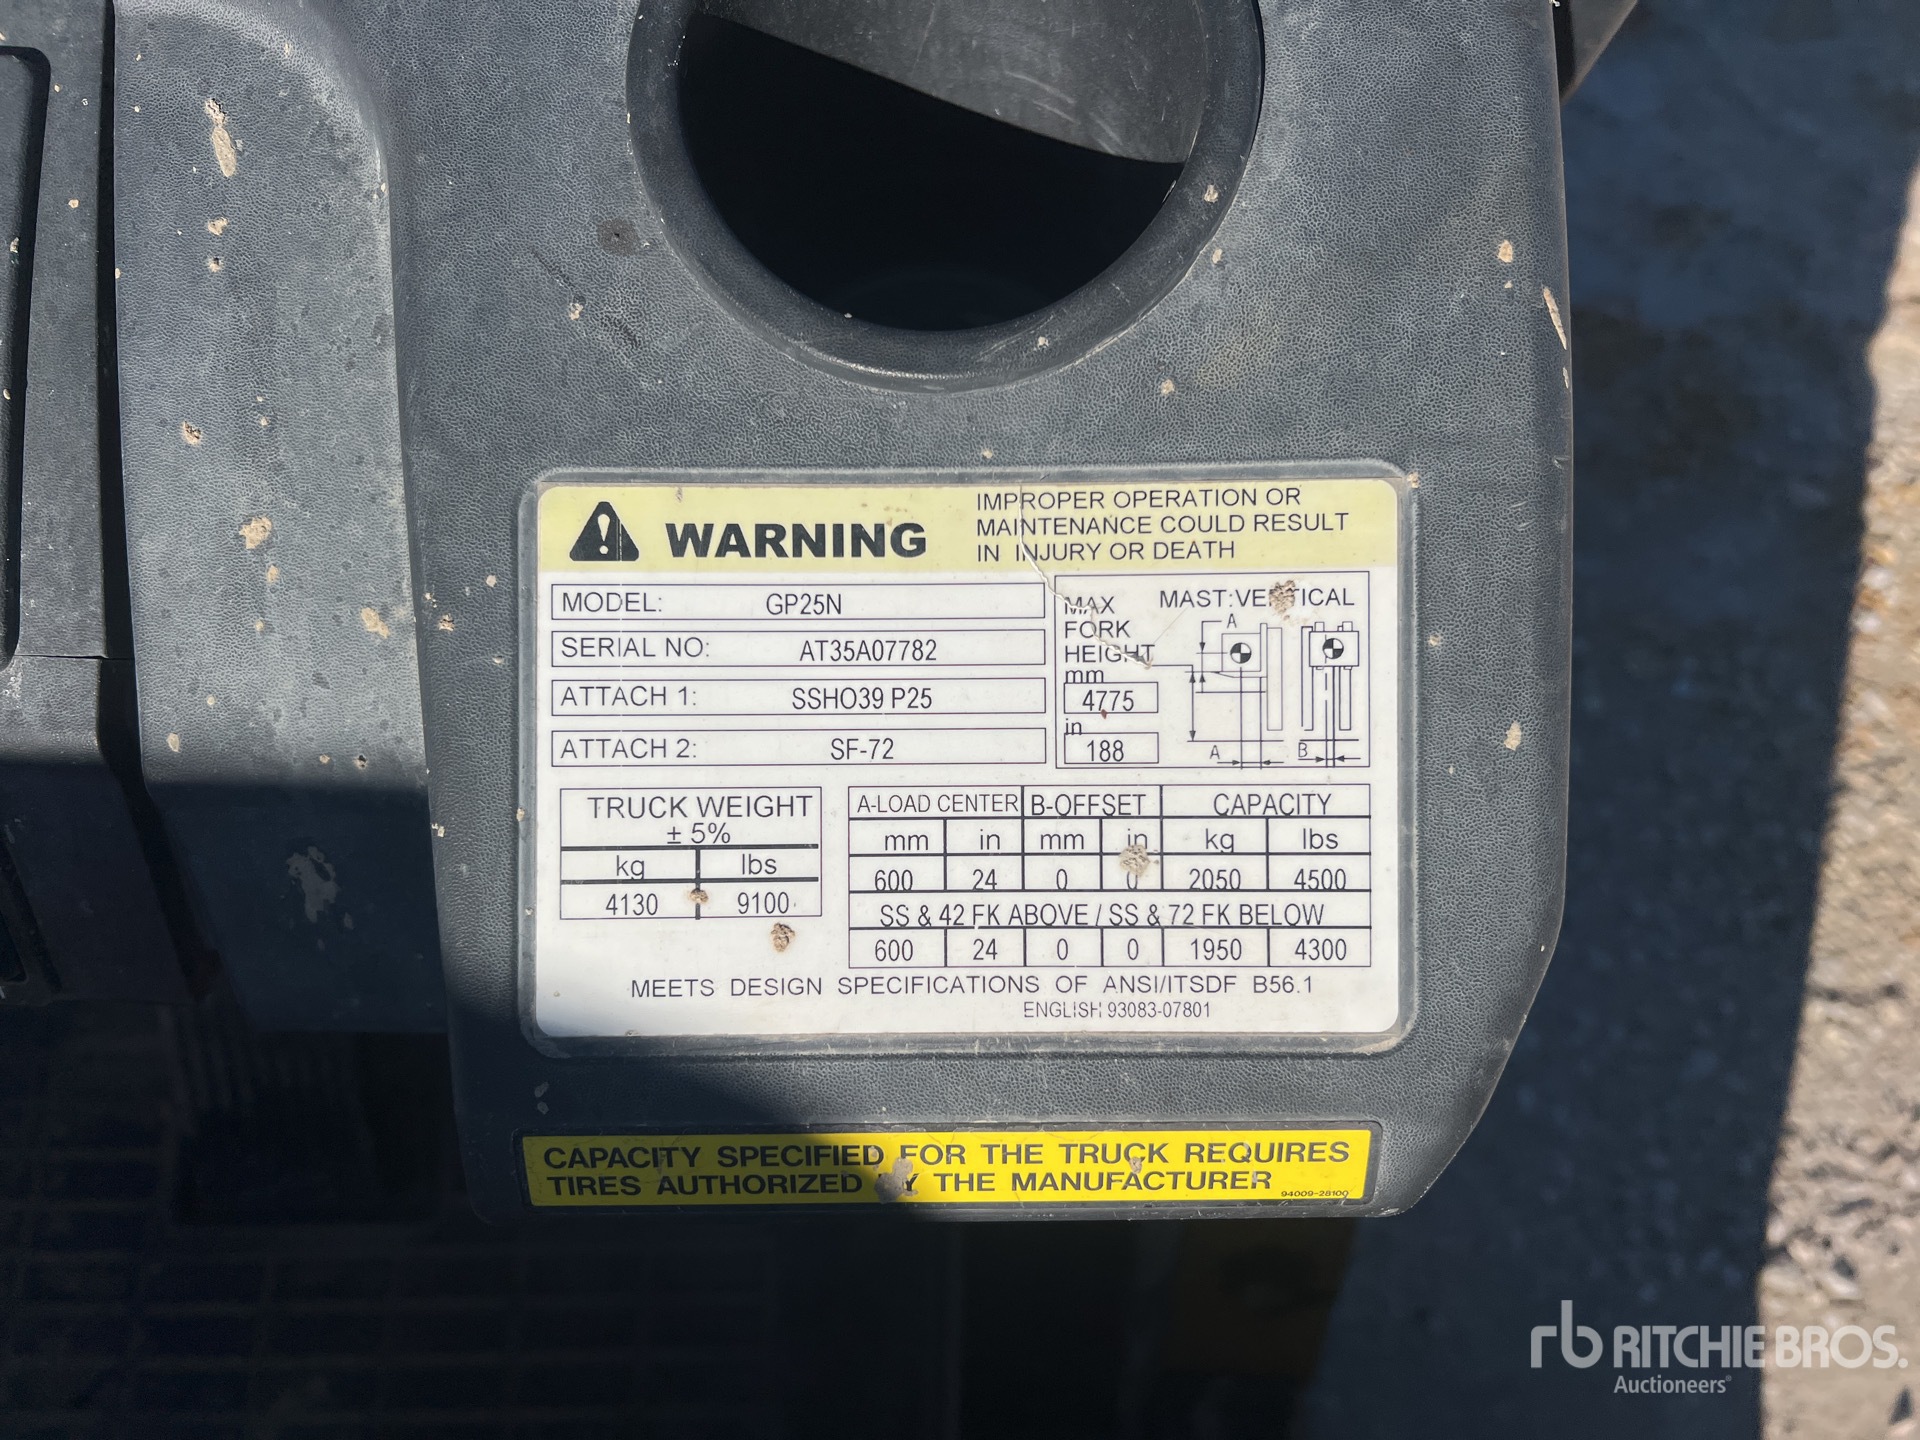 WARNING
IMPROPER OPERATION OR
MAINTENANCE COULD RESULT
IN INJURY OR DEATH
MODEL: GP25N
SERIAL NO: AT35A07782
ATTACH 1: SSHO39 P25
ATTACH 2: SF-72
MAX
FORK
HEIGHT
mm
4775
in
188
MAST:VERTICAL
A
A
B
TRUCK WEIGHT
± 5%
kg lbs
4130 9100
A-LOAD CENTER B-OFFSET CAPACITY
mm in mm in kg lbs
600 24 0 0 2050 4500
SS & 42 FK ABOVE / SS & 72 FK BELOW
600 24 0 0 1950 4300
MEETS DESIGN SPECIFICATIONS OF ANSI/ITSDF B56.1
ENGLISH 93083-07801
CAPACITY SPECIFIED FOR THE TRUCK REQUIRES
TIRES AUTHORIZED BY THE MANUFACTURER
94009-28100
rb RITCHIE BROS.
Auctioneers